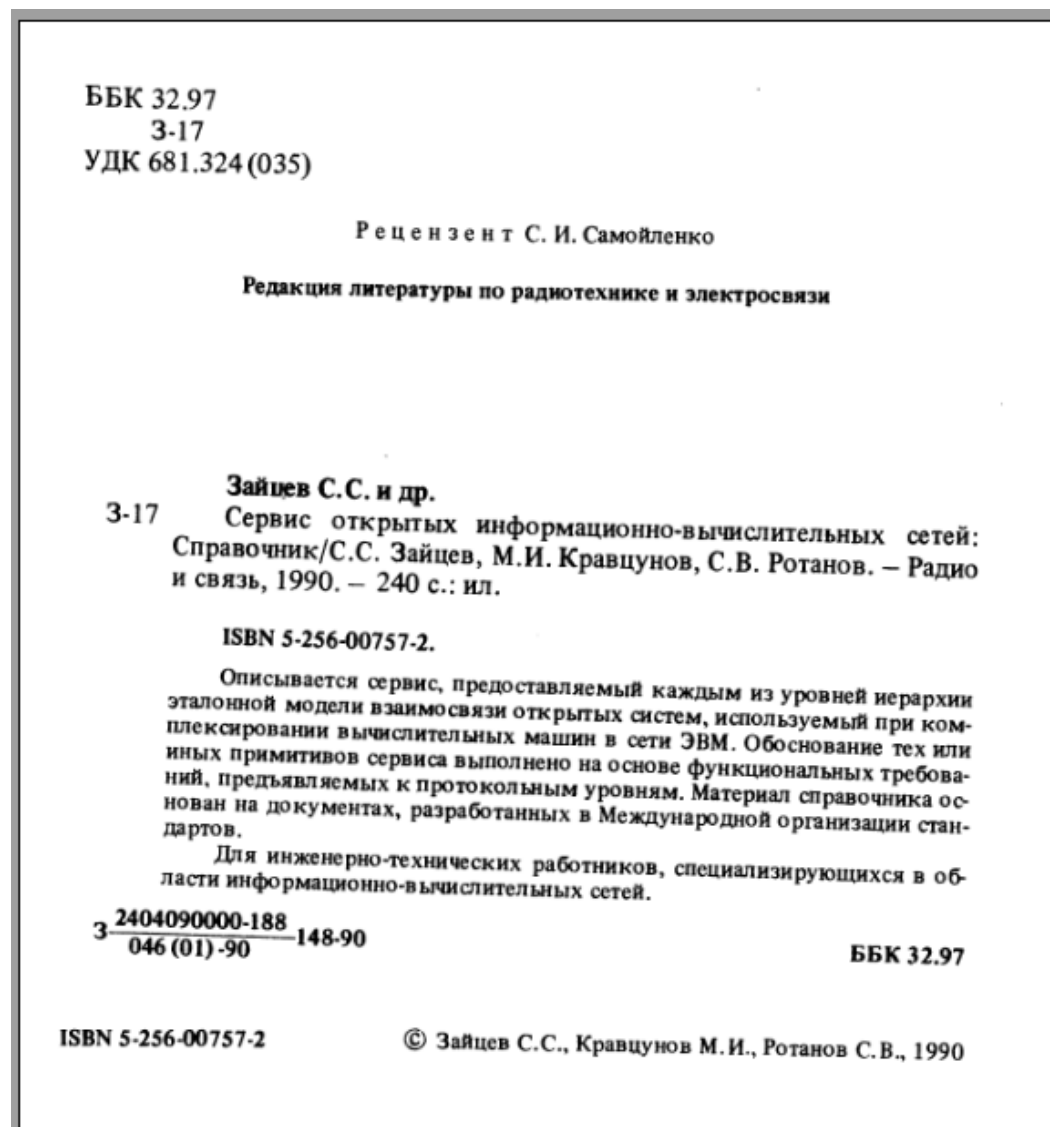 ББК 32.97
З-17
УДК 681.324 (035)
Рецензент С. И. Самойленко
Редакция литературы по радиотехнике и электросвязи
Зайцев С.С. и др.
З-17 Сервис открытых информационно-вычислительных сетей:
Справочник/С.С. Зайцев, М.И. Кравцунов, С.В. Ротанов. — Радио
и связь, 1990. — 240 с.: ил.
ISBN 5-256-00757-2.
Описывается сервис, предоставляемый каждым из уровней иерархии
эталонной модели взаимосвязи открытых систем, используемый при ком-
плексировании вычислительных машин в сети ЭВМ. Обоснование тех или
иных примитивов сервиса выполнено на основе функциональных требова-
ний, предъявляемых к протокольным уровням. Материал справочника ос-
нован на документах, разработанных в Международной организации стан-
дартов.
Для инженерно-технических работников, специализирующихся в об-
ласти информационно-вычислительных сетей.
З 2404090000-188 148-90
046 (01) -90
ББК 32.97
ISBN 5-256-00757-2 © Зайцев С.С., Кравцунов М.И., Ротанов С.В., 1990